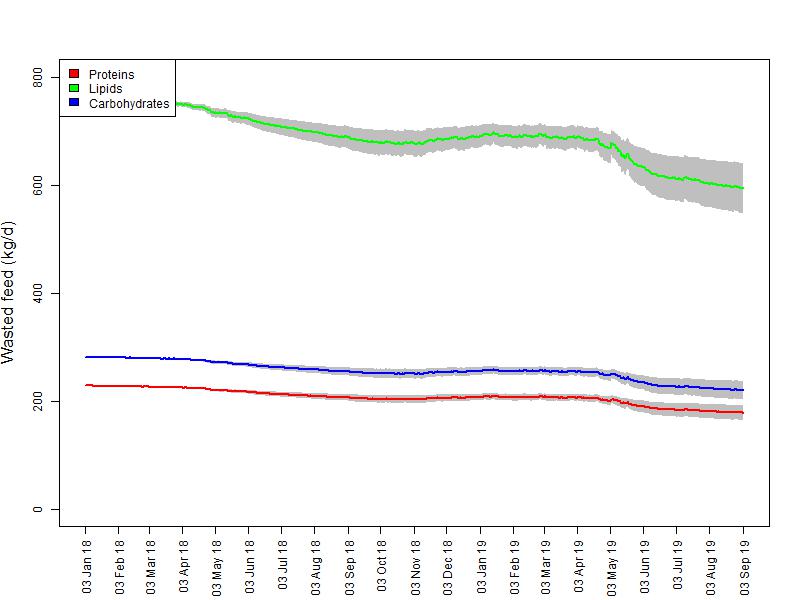 Proteins
Lipids
Carbohydrates
Wasted feed (kg/d)
800
600
400
200
0
03 Jan 18
03 Feb 18
03 Mar 18
03 Apr 18
03 May 18
03 Jun 18
03 Jul 18
03 Aug 18
03 Sep 18
03 Oct 18
03 Nov 18
03 Dec 18
03 Jan 19
03 Feb 19
03 Mar 19
03 Apr 19
03 May 19
03 Jun 19
03 Jul 19
03 Aug 19
03 Sep 19